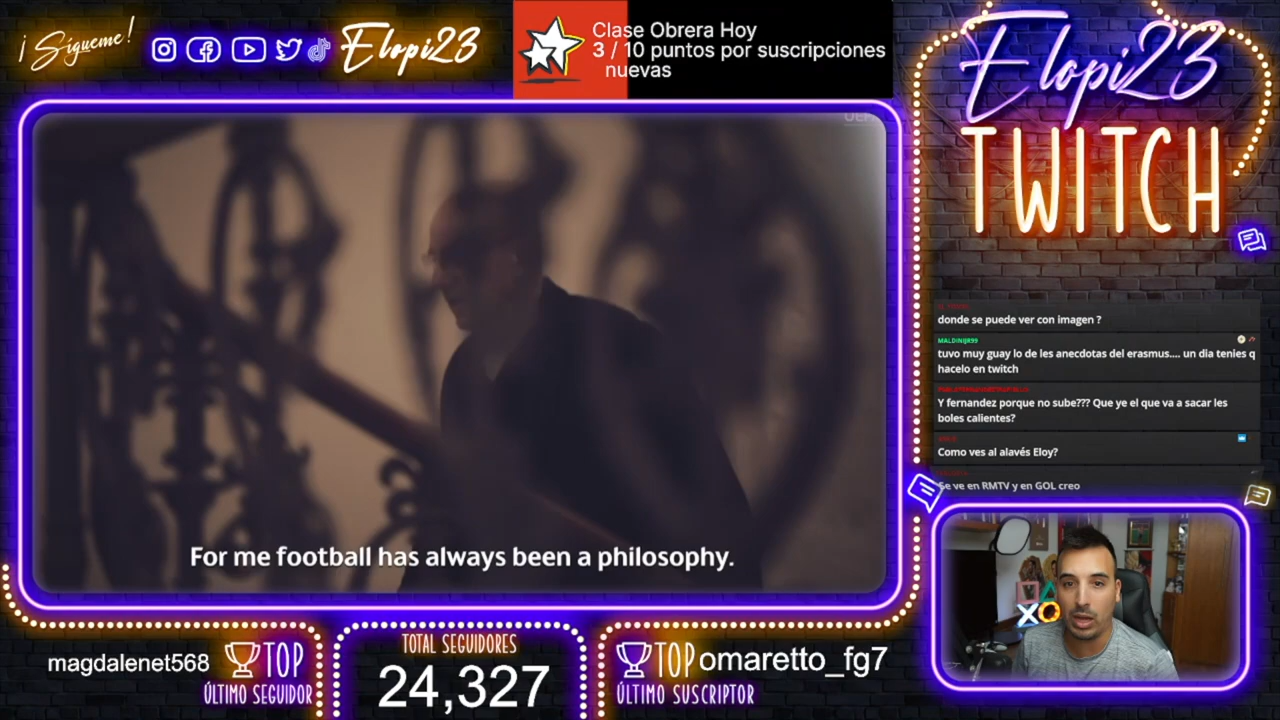 ¡Sígueme!
Elopi23
Clase Obrera Hoy
3 / 10 puntos por suscripciones
nuevas
Elopi23
TWITCH
donde se puede ver con imagen ?
MALDINIJR99
tuvo muy guay lo de les anecdotas del erasmus.... un dia tenies q
hacelo en twitch
Y fernandez porque no sube??? Que ye el que va a sacar les
boles calientes?
Como ves al alavés Eloy?
Se ve en RMTV y en GOL creo
For me football has always been a philosophy.
magdalenet568
TOP
ÚLTIMO SEGUIDOR
TOTAL SEGUIDORES
24,327
TOP
omaretto_fg7
ÚLTIMO SUSCRIPTOR